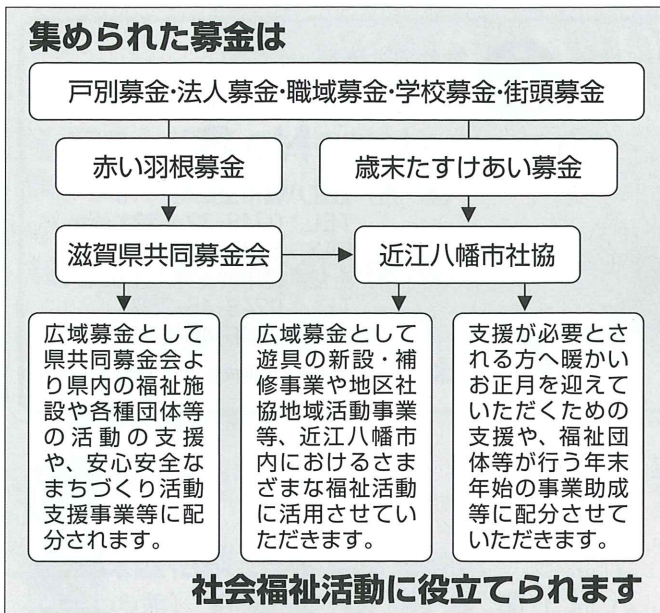 集められた募金は
戸別募金・法人募金・職域募金・学校募金・街頭募金
赤い羽根募金
歳末たすけあい募金
滋賀県共同募金会
近江八幡市社協
広域募金として
県共同募金会よ
り県内の福祉施
設や各種団体等
の活動の支援
や、安心安全な
まちづくり活動
支援事業等に配
分されます。
広域募金として
遊具の新設・補
修事業や地区社
協地域活動事業
等、近江八幡市
内におけるさま
ざまな福祉活動
に活用させてい
ただきます。
支援が必要とさ
れる方へ暖かい
お正月を迎えて
いただくための
支援や、福祉団
体等が行う年末
年始の事業助成
等に配分させて
いただきます。
社会福祉活動に役立てられます